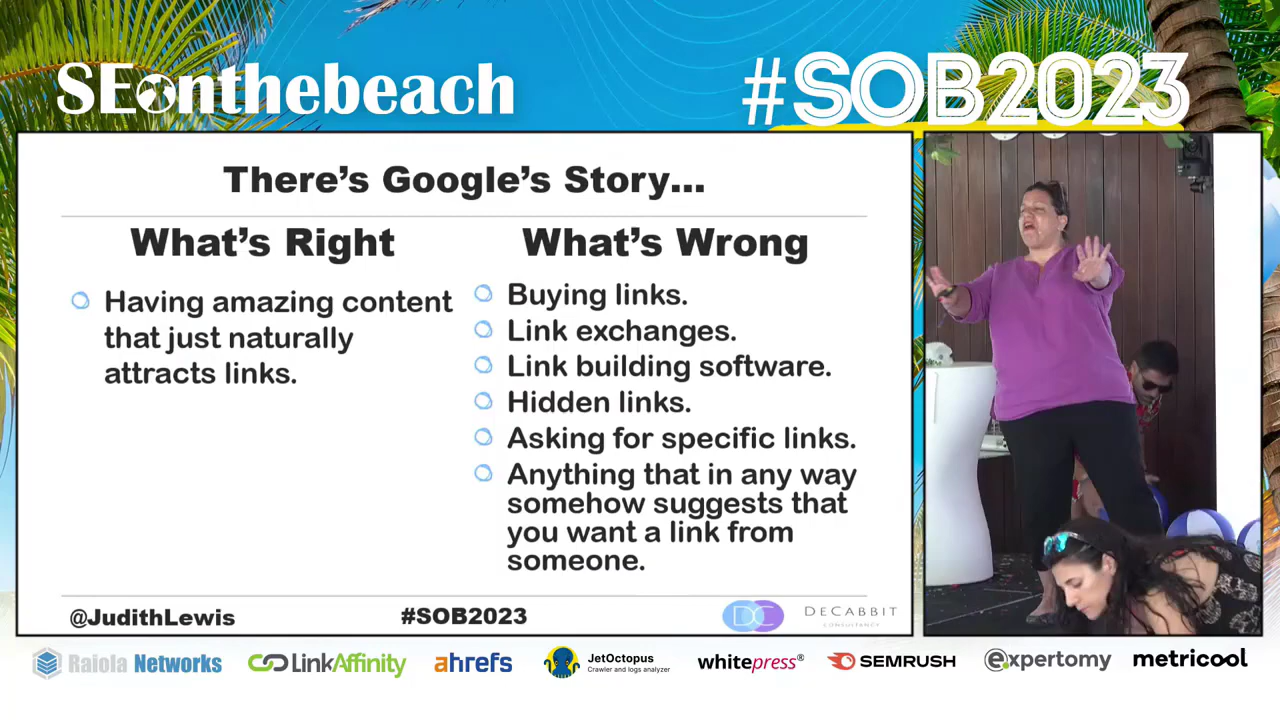 SEonthebeach
#SOB2023
There's Google's Story...
What's Right
Having amazing content
that just naturally
attracts links.
What's Wrong
Buying links.
Link exchanges.
Link building software.
Hidden links.
Asking for specific links.
Anything that in any way
somehow suggests that
you want a link from
someone.
@JudithLewis
#SOB2023
DC
DECABBIT
CONSULTANCY
Raiola Networks
LinkAffinity
ahrefs
JetOctopus
Crawler and logs analyzer
whitepress®
SEMRUSH
expertomy
metricool